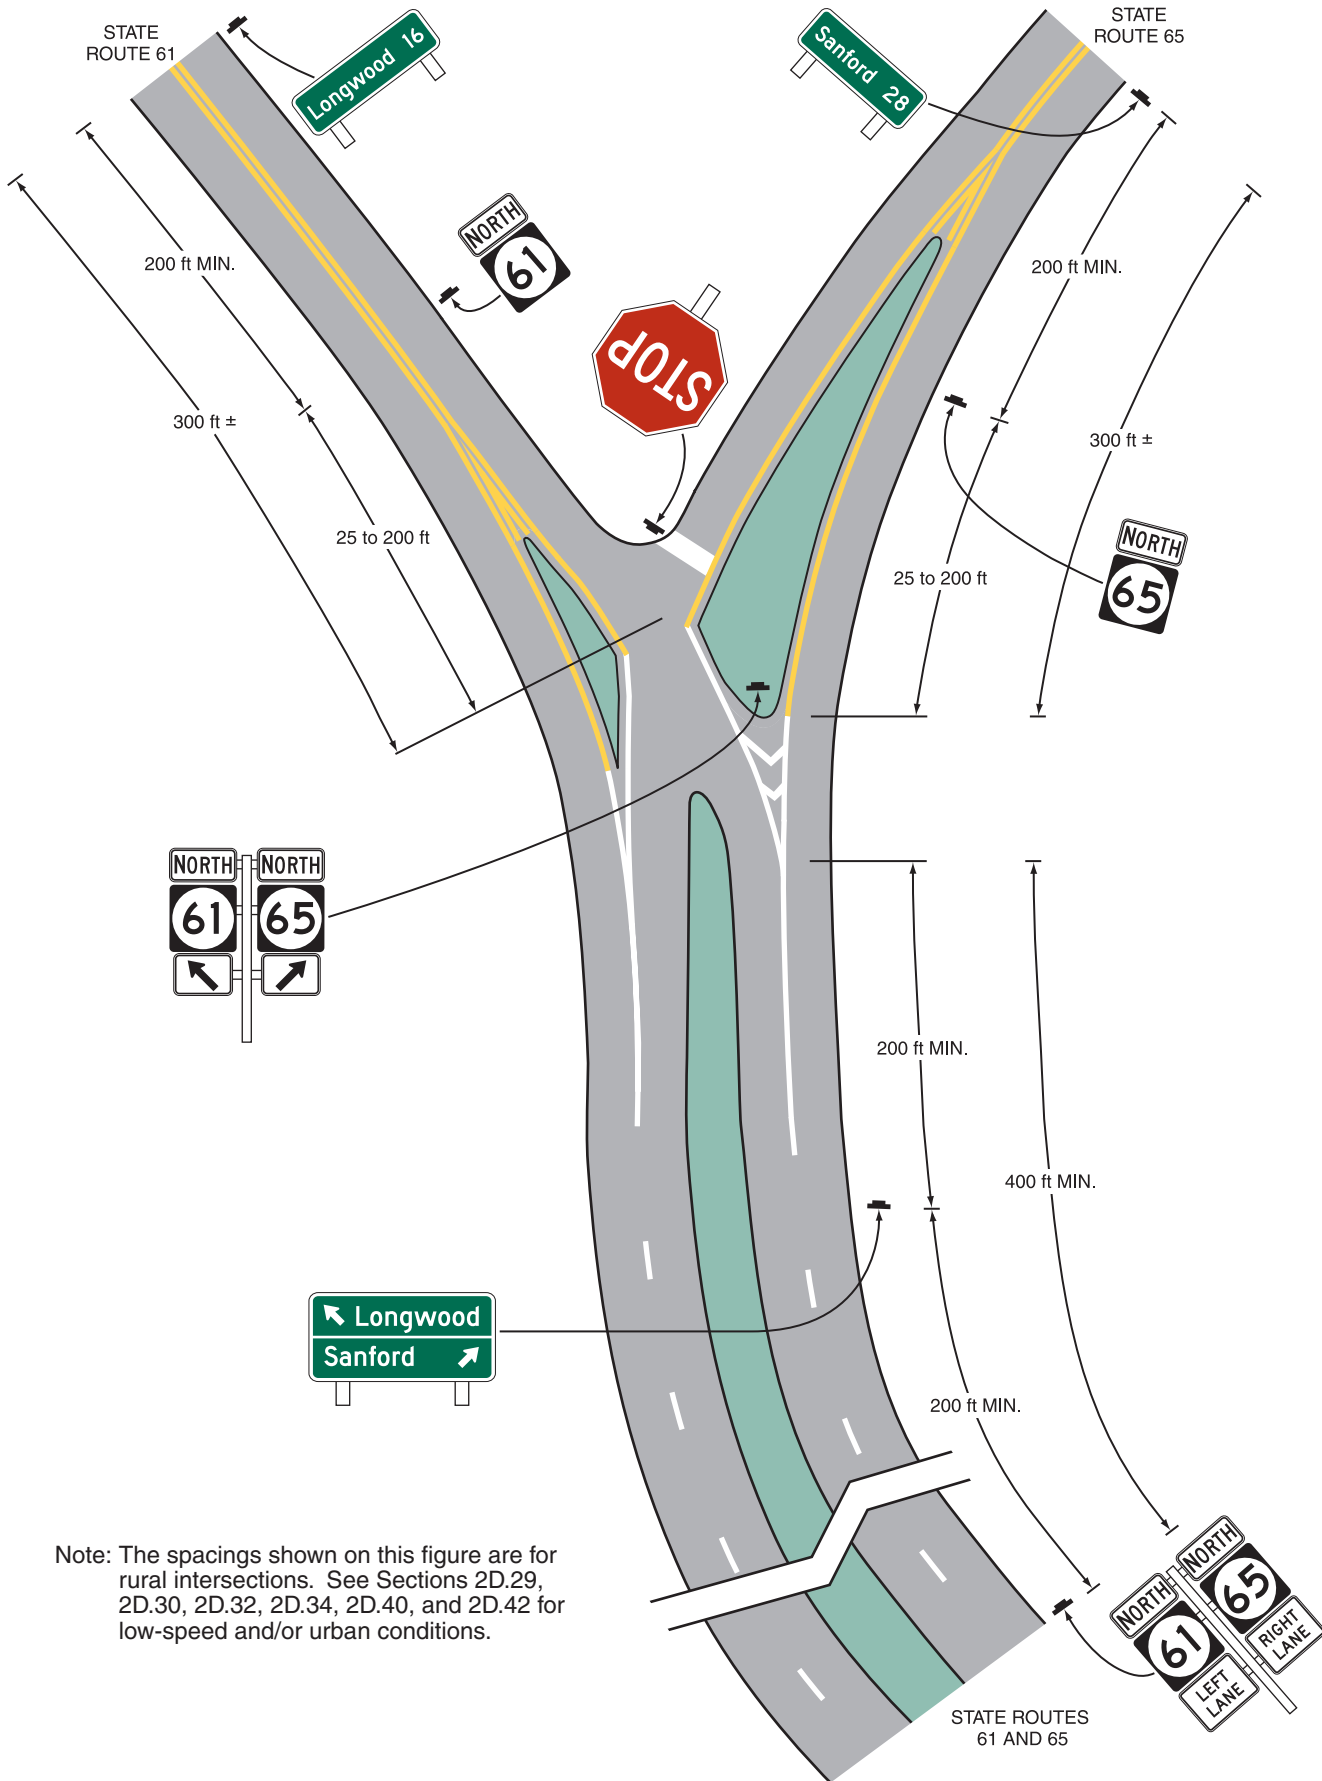 STATE
ROUTE 61
Longwood 16
Sanford 28
STATE
ROUTE 65
NORTH
61
200 ft MIN.
200 ft MIN.
STOP
300 ft ±
300 ft ±
25 to 200 ft
NORTH
65
25 to 200 ft
NORTH NORTH
61 65
200 ft MIN.
400 ft MIN.
Longwood
Sanford
200 ft MIN.
NORTH
65
RIGHT
LANE
NORTH
61
LEFT
LANE
Note: The spacings shown on this figure are for
rural intersections. See Sections 2D.29,
2D.30, 2D.32, 2D.34, 2D.40, and 2D.42 for
low-speed and/or urban conditions.
STATE ROUTES
61 AND 65